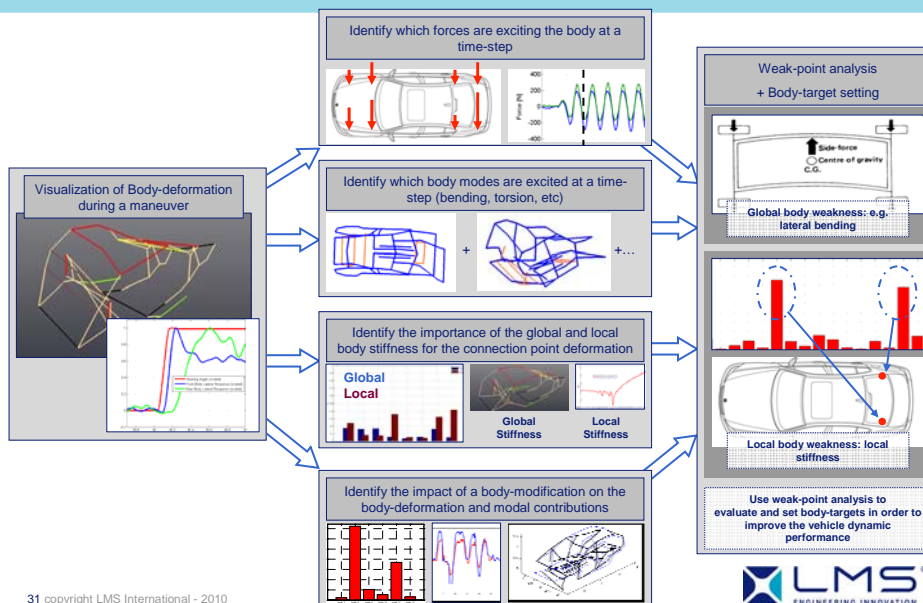 Identify which forces are exciting the body at a
time-step
400
200
0
-200
-400
Force [N]
Weak-point analysis
+ Body-target setting
Side-force
Centre of gravity
C.G.
Global body weakness: e.g.
lateral bending
Visualization of Body-deformation
during a maneuver
Identify which body modes are excited at a time-
step (bending, torsion, etc)
+
+…
Identify the importance of the global and local
body stiffness for the connection point deformation
Global
Local
Global
Stiffness
Local
Stiffness
Local body weakness: local
stiffness
Identify the impact of a body-modification on the
body-deformation and modal contributions
Use weak-point analysis to
evaluate and set body-targets in order to
improve the vehicle dynamic
performance
31 copyright LMS International - 2010
LMS
ENGINEERING INNOVATION